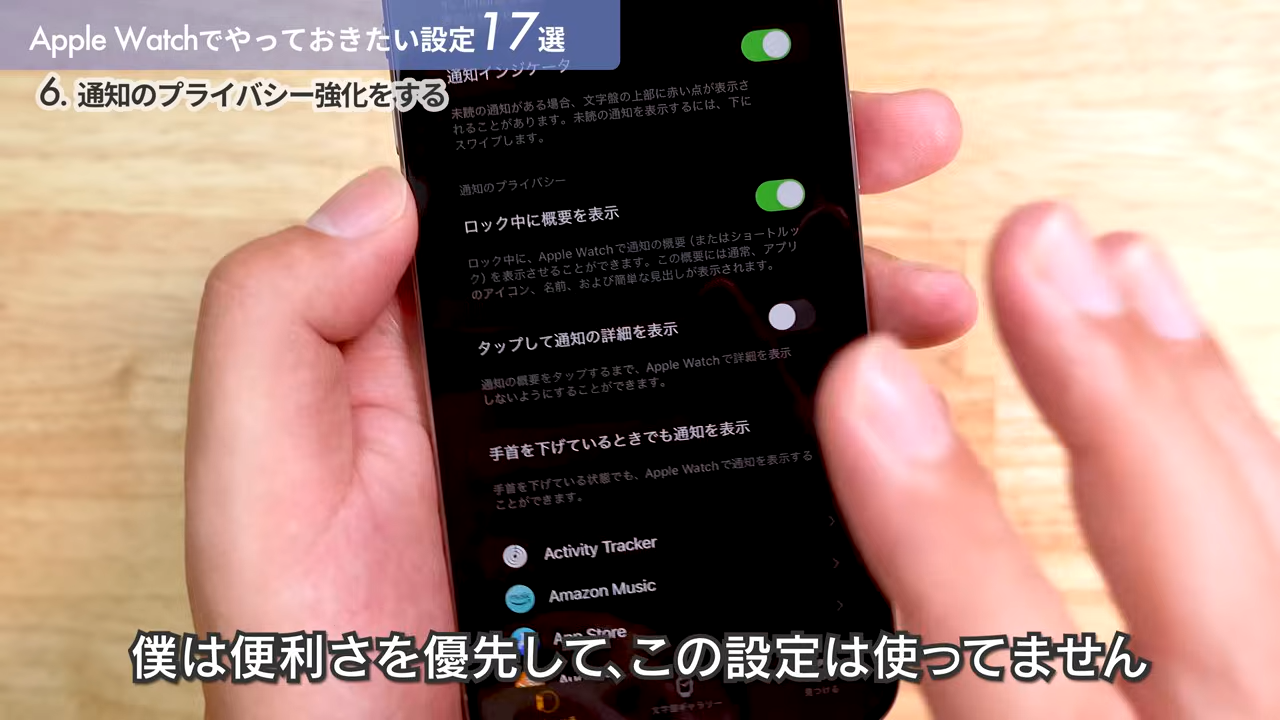 Apple Watchでやっておきたい設定17選
6. 通知のプライバシー強化をする
通知インジケータ
未読の通知がある場合、文字盤の上部に赤い点が表示さ
れることがあります。未読の通知を表示するには、下に
スワイプします。
通知のプライバシー
ロック中に概要を表示
ロック中に、Apple Watchで通知の概要（またはショートルッ
ク）を表示させることができます。この概要には通常、アプリ
のアイコン、名前、および簡単な見出しが表示されます。
タップして通知の詳細を表示
通知の概要をタップするまで、Apple Watchで詳細を表示
しないようにすることができます。
手首を下げているときでも通知を表示
手首を下げている状態でも、Apple Watchで通知を表示する
ことができます。
Activity Tracker
Amazon Music
App Store
文字盤ギャラリー
見つける
僕は便利さを優先して、この設定は使ってません